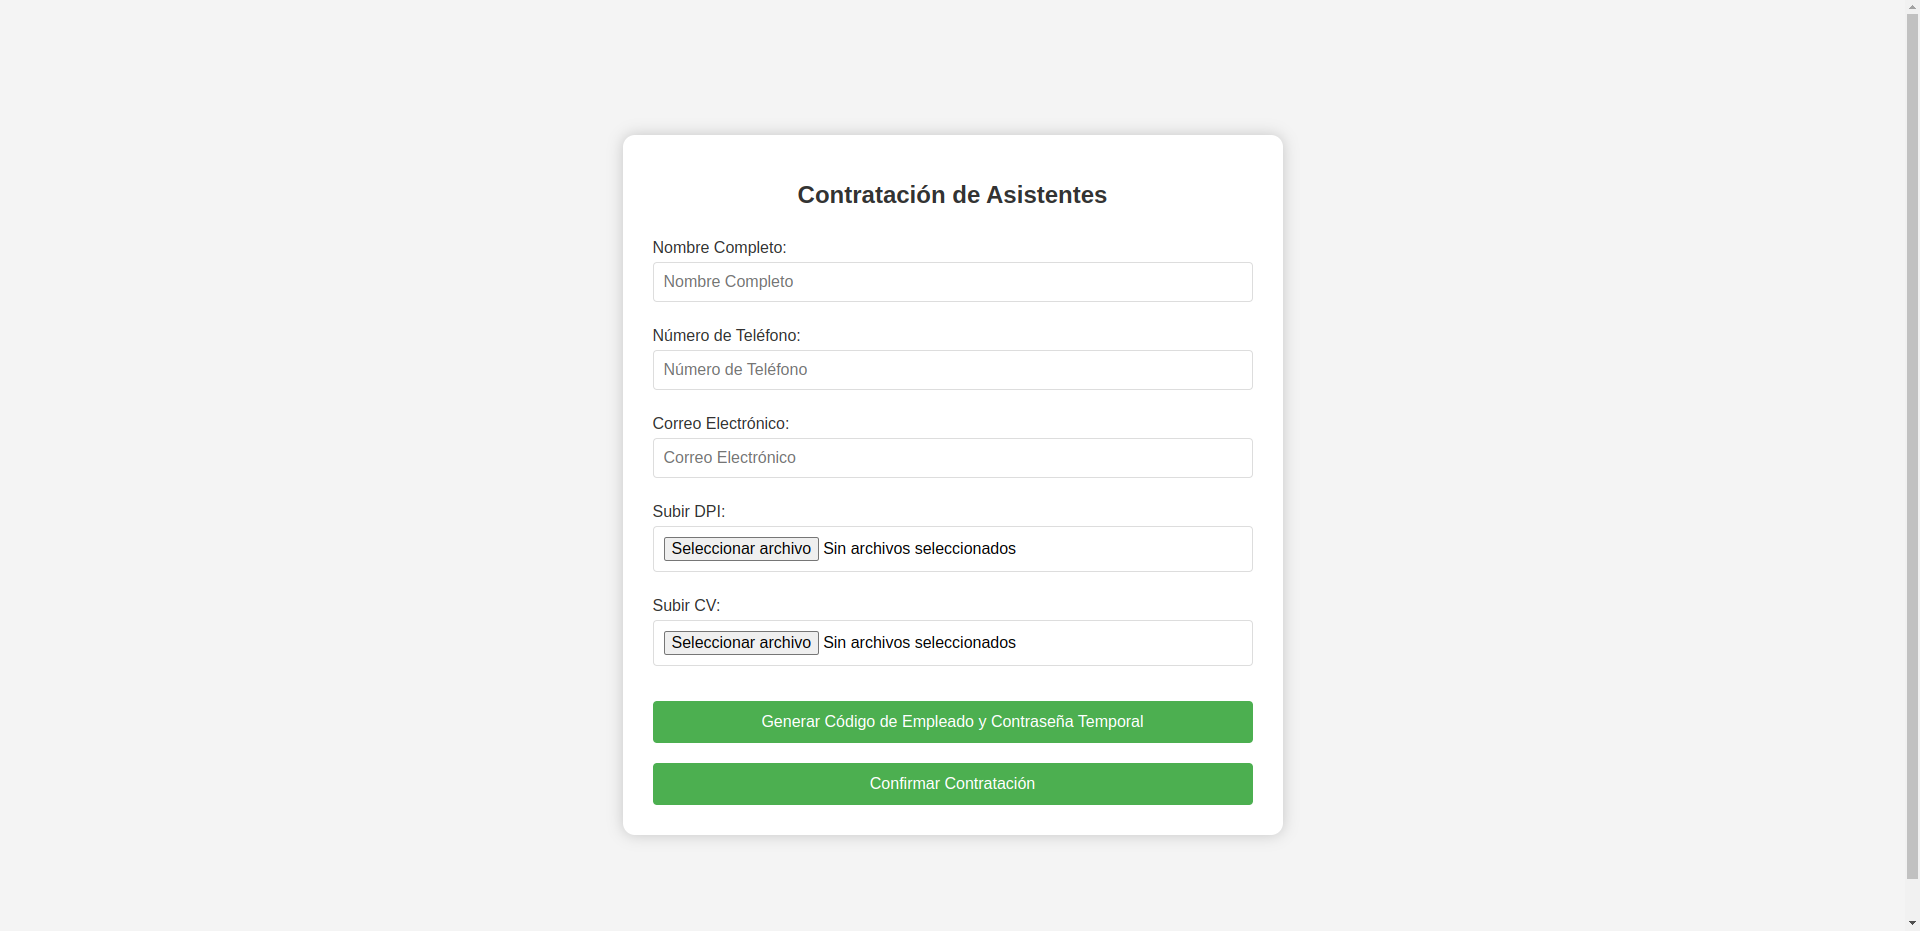 Contratación de Asistentes
Nombre Completo:
Nombre Completo
Número de Teléfono:
Número de Teléfono
Correo Electrónico:
Correo Electrónico
Subir DPI:
Seleccionar archivo Sin archivos seleccionados
Subir CV:
Seleccionar archivo Sin archivos seleccionados
Generar Código de Empleado y Contraseña Temporal
Confirmar Contratación